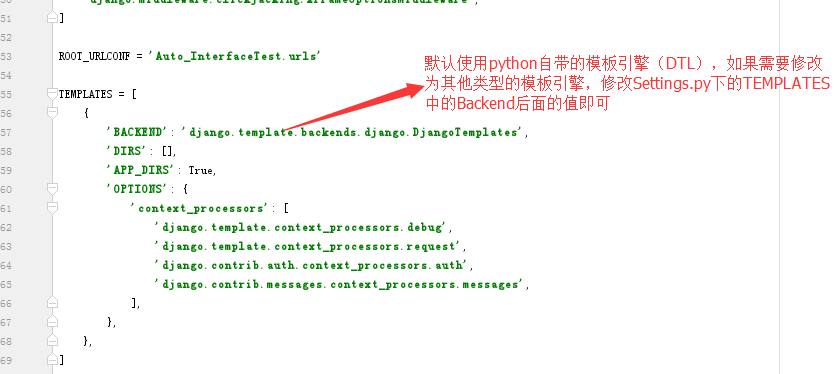 51 ]
52
53 ROOT_URLCONF = 'Auto_InterfaceTest.urls'
54
默认使用python自带的模板引擎（DTL），如果需要修改
为其他类型的模板引擎，修改Settings.py下的TEMPLATES
中的Backend后面的值即可
55 TEMPLATES = [
56 {
57 'BACKEND': 'django.template.backends.django.DjangoTemplates',
58 'DIRS': [],
59 'APP_DIRS': True,
60 'OPTIONS': {
61 'context_processors': [
62 'django.template.context_processors.debug',
63 'django.template.context_processors.request',
64 'django.contrib.auth.context_processors.auth',
65 'django.contrib.messages.context_processors.messages',
66 ],
67 },
68 },
69 ]